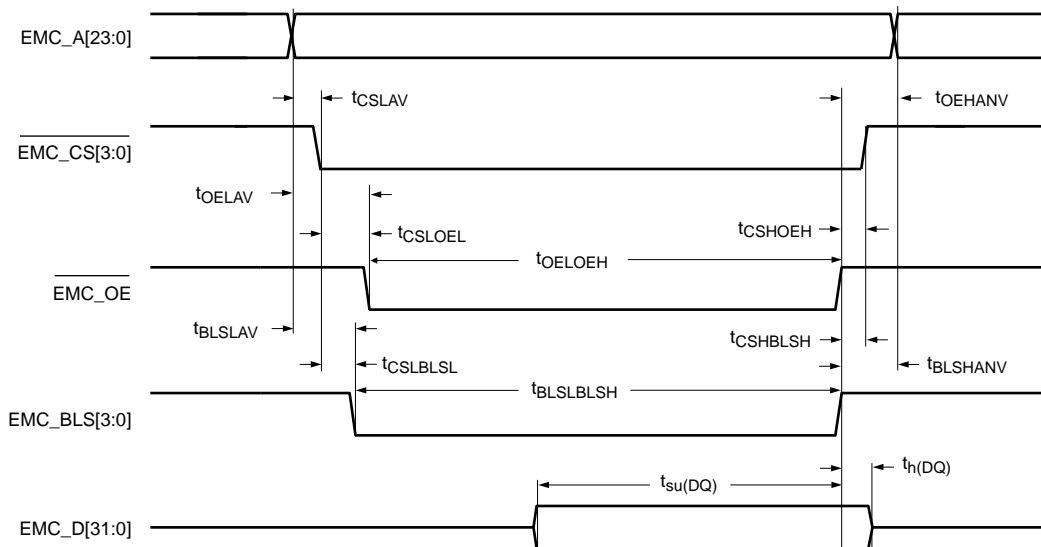 EMC_A[23:0]
tCSLAV
tOEHANV
EMC_CS[3:0]
tOELAV
tCSLOEL
tCSHOEH
tOELOEH
EMC_OE
tBLSLAV
tCSHBLSH
tCSLBLSL
tBLSHANV
tBLSLBLSH
EMC_BLS[3:0]
th(DQ)
tsu(DQ)
EMC_D[31:0]